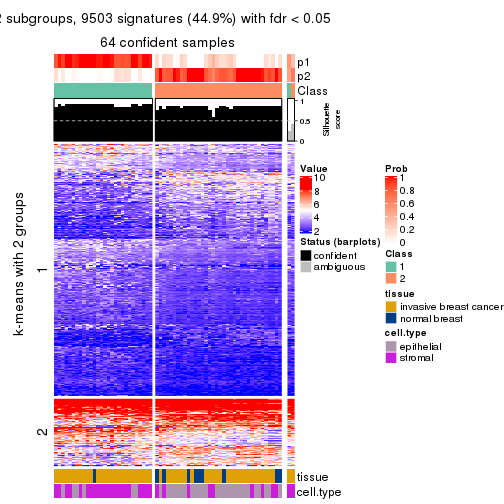 2 subgroups, 9503 signatures (44.9%) with fdr < 0.05
64 confident samples
p1
p2
Class
1
0.5
0
Silhouette
score
k-means with 2 groups
1
2
tissue
cell.type
Value
10
8
6
4
2
Status (barplots)
confident
ambiguous
Prob
1
0.8
0.6
0.4
0.2
0
Class
1
2
tissue
invasive breast cancer
normal breast
cell.type
epithelial
stromal